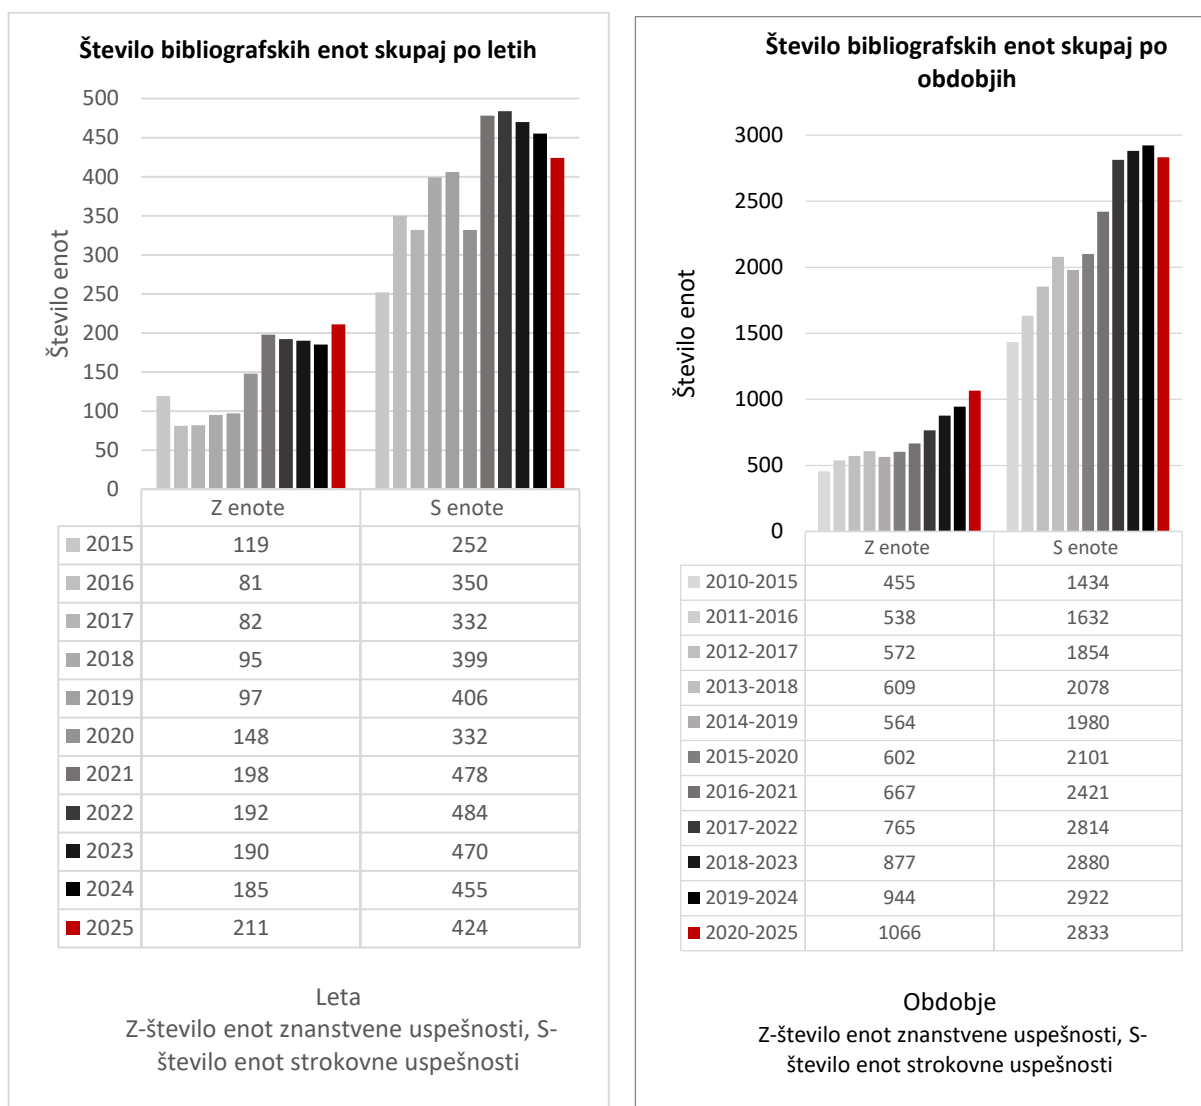 Število bibliografskih enot skupaj po letih
500
450
400
350
300
250
200
150
100
50
0
Število enot
Z enote S enote
2015 119 252
2016 81 350
2017 82 332
2018 95 399
2019 97 406
2020 148 332
2021 198 478
2022 192 484
2023 190 470
2024 185 455
2025 211 424
Leta
Z-število enot znanstvene uspešnosti, S-
število enot strokovne uspešnosti
Število bibliografskih enot skupaj po
obdobjih
3000
2500
2000
1500
1000
500
0
Število enot
Z enote S enote
2010-2015 455 1434
2011-2016 538 1632
2012-2017 572 1854
2013-2018 609 2078
2014-2019 564 1980
2015-2020 602 2101
2016-2021 667 2421
2017-2022 765 2814
2018-2023 877 2880
2019-2024 944 2922
2020-2025 1066 2833
Obdobje
Z-število enot znanstvene uspešnosti, S-
število enot strokovne uspešnosti